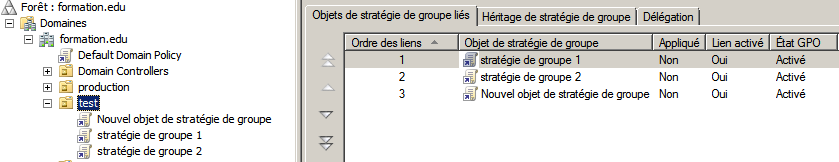 Forêt : formation.edu
Domaines
formation.edu
Default Domain Policy
Domain Controllers
production
test
Nouvel objet de stratégie de groupe
stratégie de groupe 1
stratégie de groupe 2
Objets de stratégie de groupe liés Héritage de stratégie de groupe Délégation
Ordre des liens Objet de stratégie de groupe Appliqué Lien activé État GPO
1 stratégie de groupe 1 Non Oui Activé
2 stratégie de groupe 2 Non Oui Activé
3 Nouvel objet de stratégie de groupe Non Oui Activé